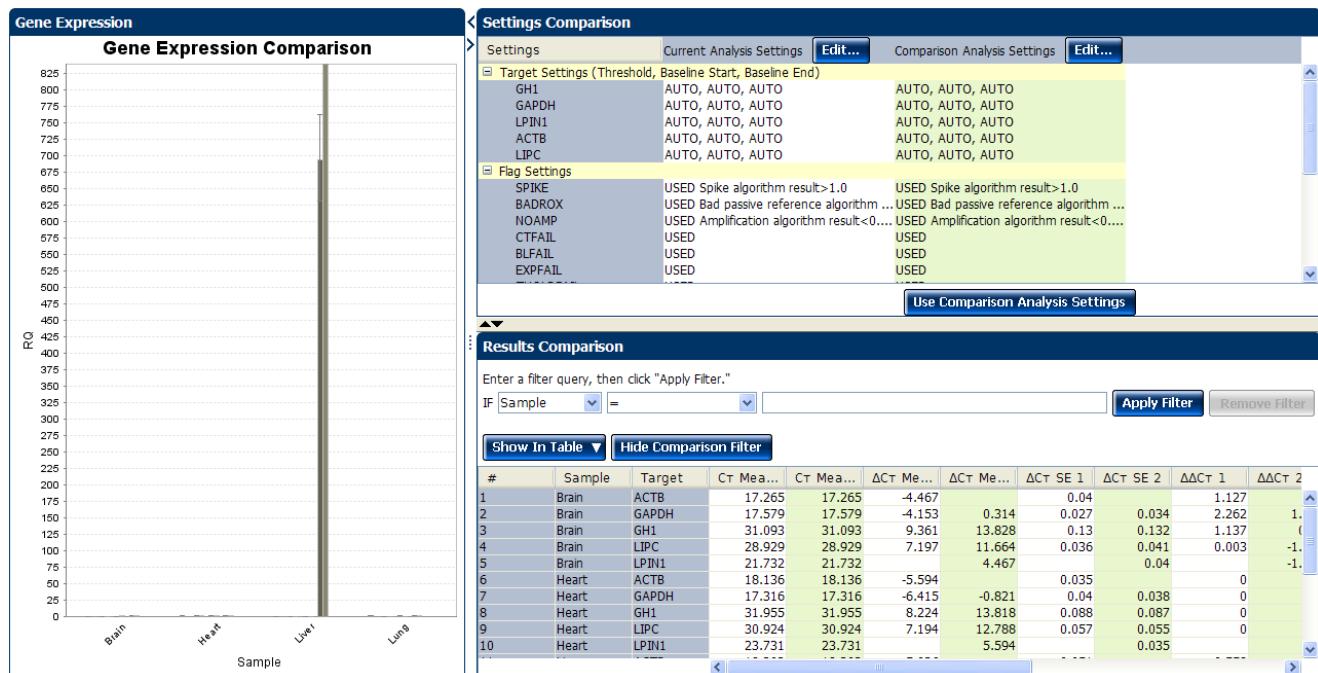 Gene Expression
Gene Expression Comparison
825
800
775
750
725
700
675
650
625
600
575
550
525
500
475
450
425
400
375
350
325
300
275
250
225
200
175
150
125
100
75
50
25
0
RQ
Brain Heart Liver Lung
Sample
Settings Comparison
Settings Current Analysis Settings Edit... Comparison Analysis Settings Edit...
Target Settings (Threshold, Baseline Start, Baseline End)
GH1 AUTO, AUTO, AUTO AUTO, AUTO, AUTO
GAPDH AUTO, AUTO, AUTO AUTO, AUTO, AUTO
LPIN1 AUTO, AUTO, AUTO AUTO, AUTO, AUTO
ACTB AUTO, AUTO, AUTO AUTO, AUTO, AUTO
LIPC AUTO, AUTO, AUTO AUTO, AUTO, AUTO
Flag Settings
SPIKE USED Spike algorithm result>1.0 USED Spike algorithm result>1.0
BADROX USED Bad passive reference algorithm ... USED Bad passive reference algorithm ...
NOAMP USED Amplification algorithm result<0.... USED Amplification algorithm result<0....
CTFAIL USED USED
BLFAIL USED USED
EXPFAIL USED USED
Use Comparison Analysis Settings
Results Comparison
Enter a filter query, then click "Apply Filter."
IF Sample = Apply Filter Remove Filter
Show In Table ▼ Hide Comparison Filter
# Sample Target Cт Mea... Cт Mea... ΔCт Me... ΔCт Me... ΔCт SE 1 ΔCт SE 2 ΔΔCт 1 ΔΔCт 2
1 Brain ACTB 17.265 17.265 -4.467 0.04 1.127
2 Brain GAPDH 17.579 17.579 -4.153 0.314 0.027 0.034 2.262 1.
3 Brain GH1 31.093 31.093 9.361 13.828 0.13 0.132 1.137
4 Brain LIPC 28.929 28.929 7.197 11.664 0.036 0.041 0.003 -1.
5 Brain LPIN1 21.732 21.732 4.467 0.04 -1.
6 Heart ACTB 18.136 18.136 -5.594 0.035 0
7 Heart GAPDH 17.316 17.316 -6.415 -0.821 0.04 0.038 0
8 Heart GH1 31.955 31.955 8.224 13.818 0.088 0.087 0
9 Heart LIPC 30.924 30.924 7.194 12.788 0.057 0.055 0
10 Heart LPIN1 23.731 23.731 5.594 0.035